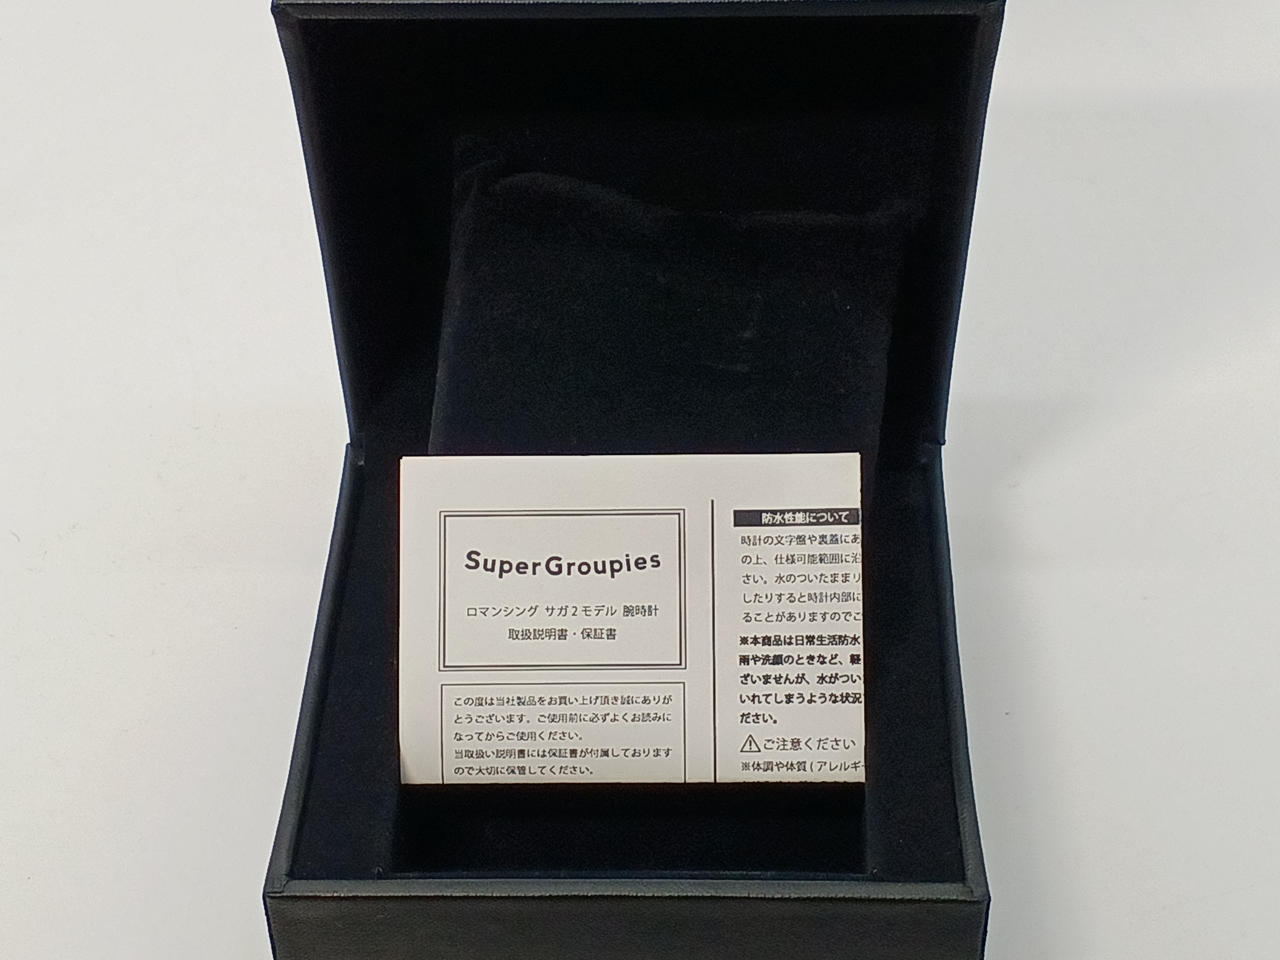 SuperGroupies
ロマンシング サガ2モデル 腕時計
取扱説明書・保証書
この度は当社製品をお買い上げ頂き誠にありが
とうございます。ご使用前に必ずよくお読みに
なってからご使用ください。
当取扱い説明書には保証書が付属しております
ので大切に保管してください。
防水性能について
時計の文字盤や裏蓋にあ
の上、仕様可能範囲に沿
さい。水のついたままリ
したりすると時計内部に
ることがありますのでご
※本商品は日常生活防水
雨や洗顔のときなど、軽
ざいませんが、水がつい
いれてしまうような状況
ださい。
⚠ご注意ください
※体調や体質(アレルギー